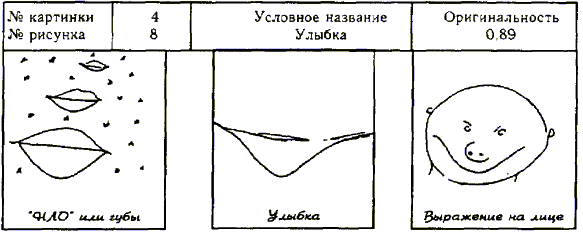 № картинки 4 Условное название Оригинальность
№ рисунка 8 Улыбка 0,89
"НЛО" или губы
Улыбка
Выражение на лице